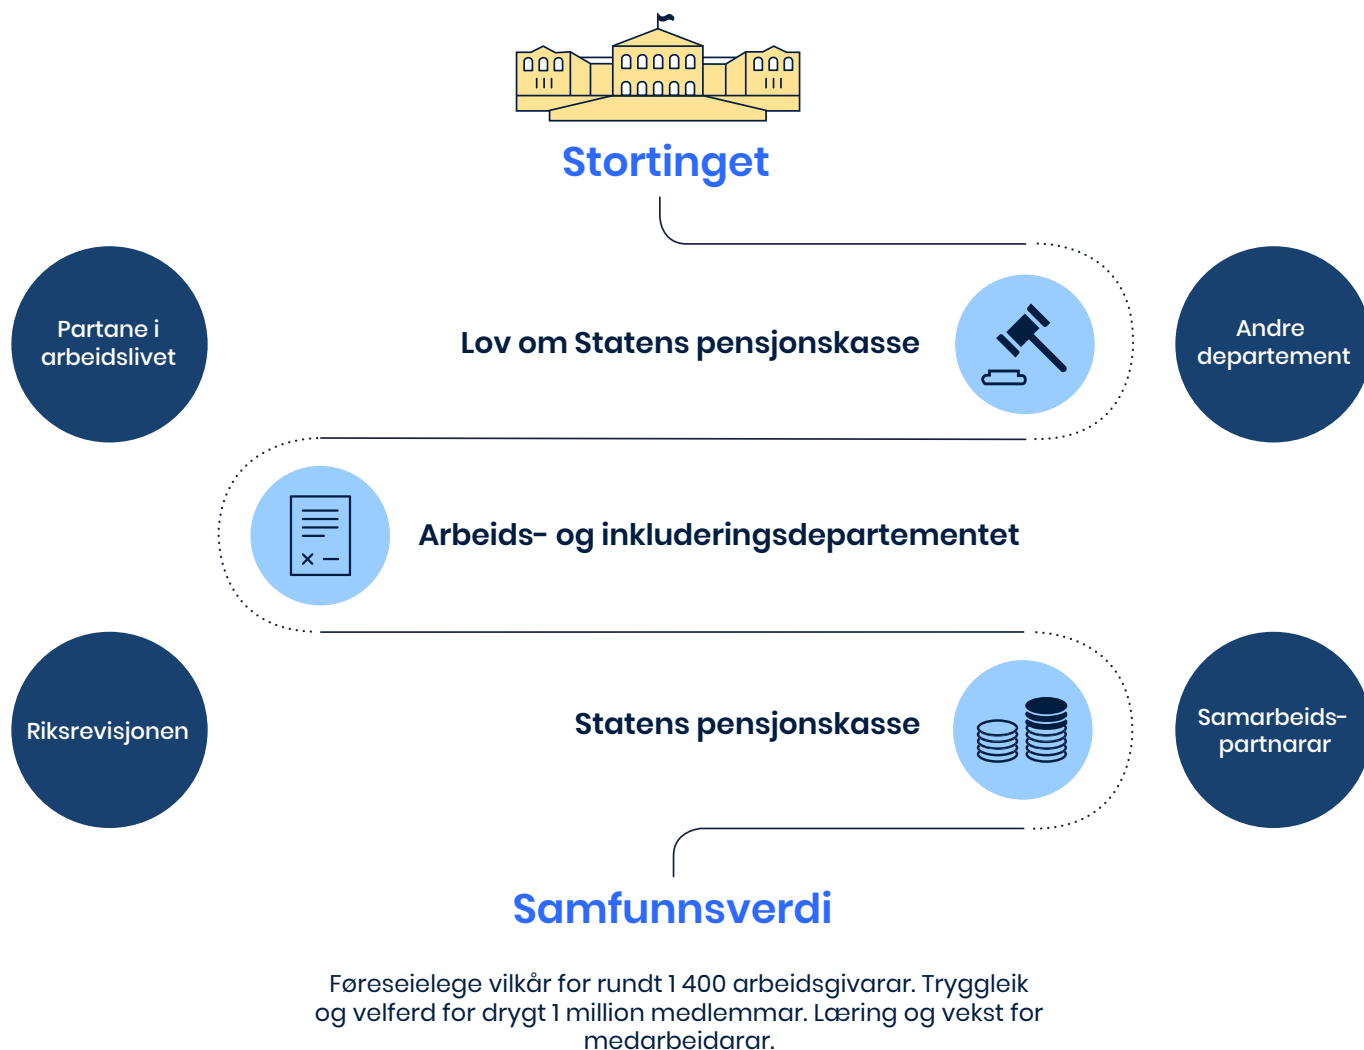 Stortinget
Partane i
arbeidslivet
Lov om Statens pensjonskasse
Andre
departement
Arbeids- og inkluderingsdepartementet
Riksrevisjonen
Statens pensjonskasse
Samarbeids-
partnarar
Samfunnsverdi
Føreseielege vilkår for rundt 1 400 arbeidsgivarar. Tryggleik
og velferd for drygt 1 million medlemmar. Læring og vekst for
medarbeidarar.